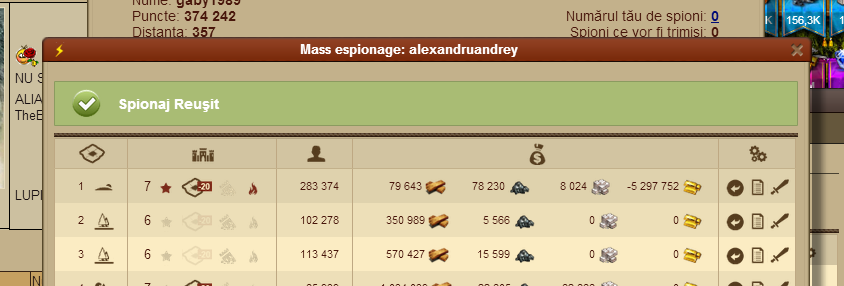 Nume: gaby1989
Puncte: 374 242
Distanta: 357
Numărul tău de spioni: 0
Spioni ce vor fi trimişi: 0
156,3K
Mass espionage: alexandruandrey
NU S
ALIA
TheE
LUPI
Spionaj Reuşit
1 7 -20 283 374 79 643 78 230 8 024 -5 297 752
2 6 102 278 350 989 5 566 0 0
3 6 113 437 570 427 15 599 0 0
N